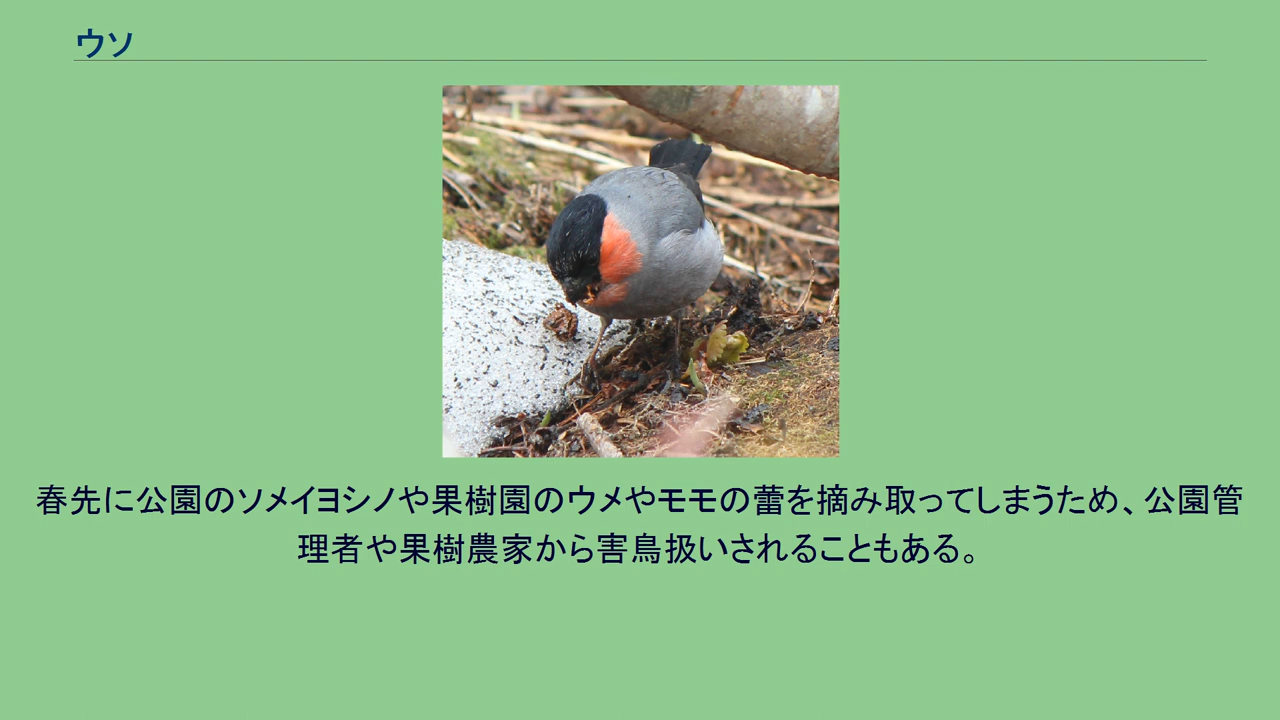 ウソ
春先に公園のソメイヨシノや果樹園のウメやモモの蕾を摘み取ってしまうため、公園管
理者や果樹農家から害鳥扱いされることもある。